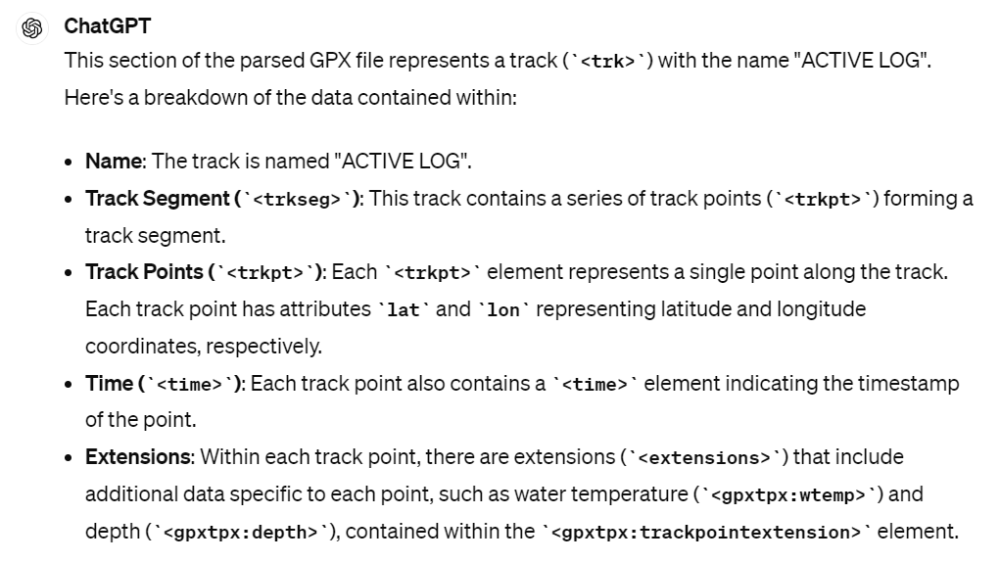 ChatGPT
This section of the parsed GPX file represents a track (`<trk>`) with the name "ACTIVE LOG".
Here's a breakdown of the data contained within:
• Name: The track is named "ACTIVE LOG".
• Track Segment (`<trkseg>`): This track contains a series of track points (`<trkpt>`) forming a
track segment.
• Track Points (`<trkpt>`): Each `<trkpt>` element represents a single point along the track.
Each track point has attributes `lat` and `lon` representing latitude and longitude
coordinates, respectively.
• Time (`<time>`): Each track point also contains a `<time>` element indicating the timestamp
of the point.
• Extensions: Within each track point, there are extensions (`<extensions>`) that include
additional data specific to each point, such as water temperature (`<gpxtpx:wtemp>`) and
depth (`<gpxtpx:depth>`), contained within the `<gpxtpx:trackpointextension>` element.